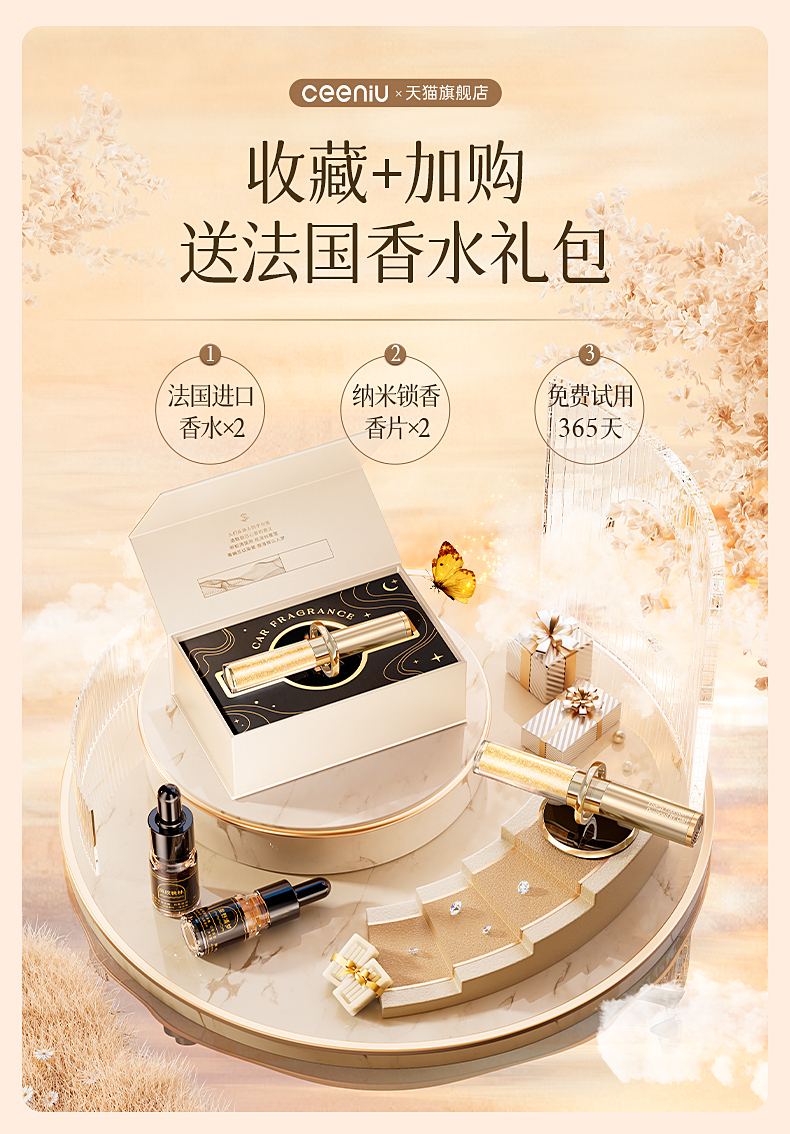 ceeniu × 天猫旗舰店
收藏+加购
送法国香水礼包
1
法国进口
香水×2
2
纳米锁香
香片×2
3
免费试用
365天
CAR FRAGRANCE